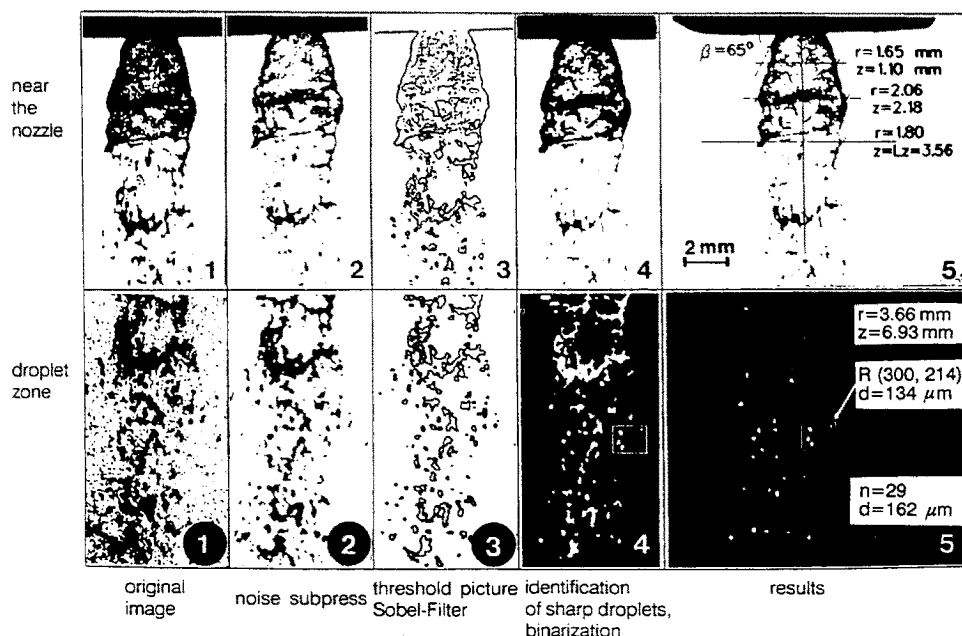 near
the
nozzle
1
2
3
4
β=65°
r=1.65 mm
z=1.10 mm
r=2.06
z=2.18
r=1.80
z=Lz=3.56
2 mm
5
droplet
zone
1
2
3
4
r=3.66 mm
z=6.93 mm
R (300, 214)
d=134 μm
n=29
d=162 μm
5
original
image
noise subpress
threshold picture
Sobel-Filter
identification
of sharp droplets,
binarization
results